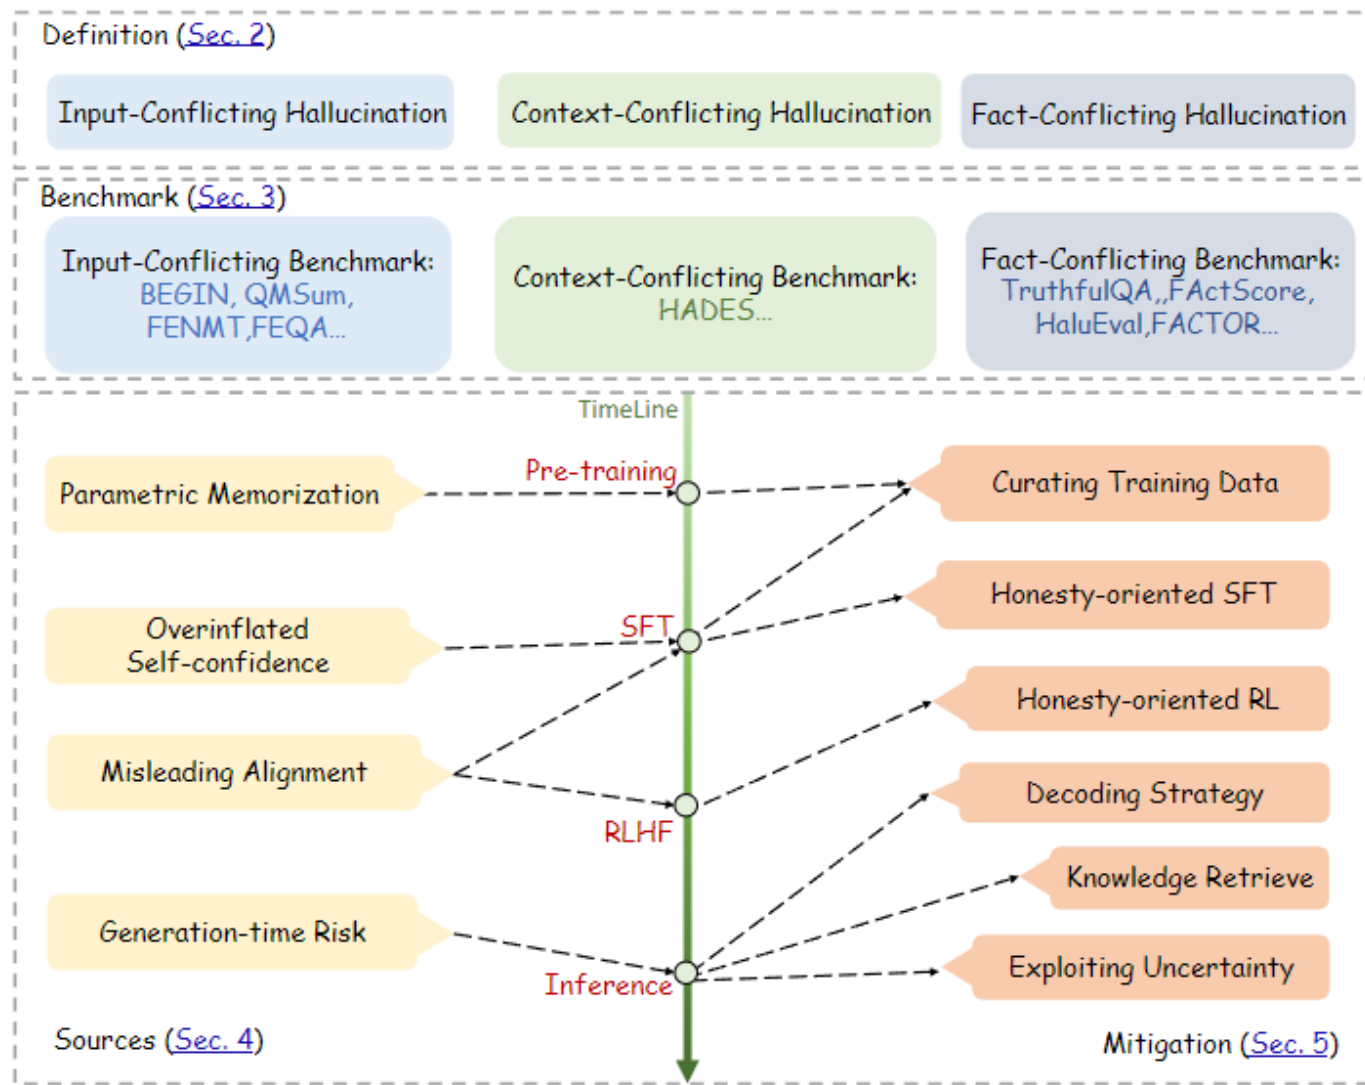 Definition (Sec. 2)
Input-Conflicting Hallucination
Context-Conflicting Hallucination
Fact-Conflicting Hallucination
Benchmark (Sec. 3)
Input-Conflicting Benchmark:
BEGIN, QMSum,
FENMT,FEQA...
Context-Conflicting Benchmark:
HADES...
Fact-Conflicting Benchmark:
TruthfulQA,,FActScore,
HaluEval,FACTOR...
TimeLine
Parametric Memorization
Pre-training
Curating Training Data
Overinflated
Self-confidence
SFT
Honesty-oriented SFT
Honesty-oriented RL
Misleading Alignment
RLHF
Decoding Strategy
Knowledge Retrieve
Generation-time Risk
Inference
Exploiting Uncertainty
Sources (Sec. 4)
Mitigation (Sec. 5)